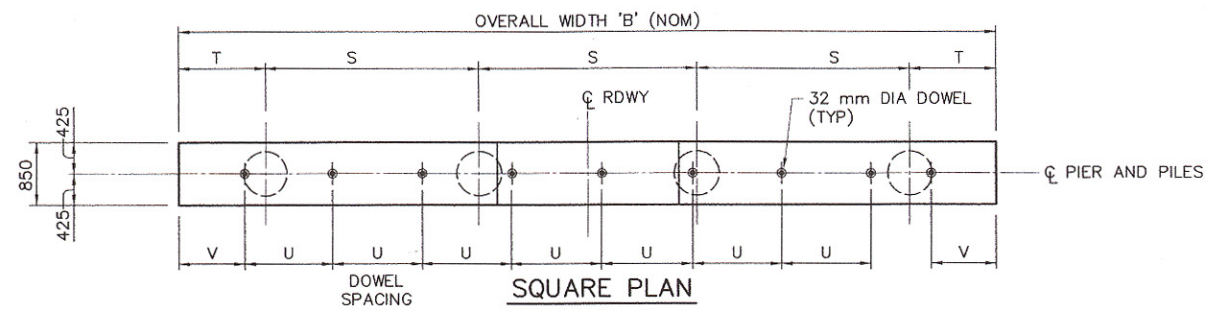 OVERALL WIDTH 'B' (NOM)
T S S S T
℄ RDWY
32 mm DIA DOWEL
(TYP)
425
850
425
℄ PIER AND PILES
V U U U U U U U V
DOWEL
SPACING
SQUARE PLAN